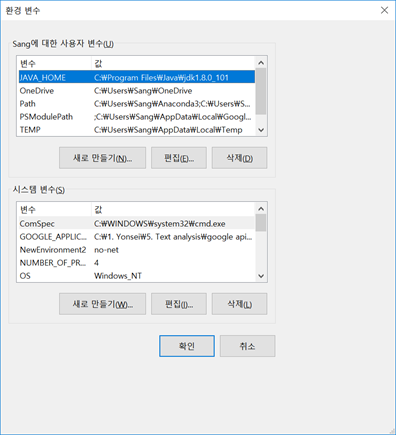 환경 변수
Sang에 대한 사용자 변수(U)
변수 값
JAVA_HOME C:₩Program Files₩Java₩jdk1.8.0_101
OneDrive C:₩Users₩Sang₩OneDrive
Path C:₩Users₩Sang₩Anaconda3;C:₩Users₩S...
PSModulePath ;C:₩Users₩Sang₩AppData₩Local₩Googl...
TEMP C:₩Users₩Sang₩AppData₩Local₩Temp
새로 만들기(N)... 편집(E)... 삭제(D)
시스템 변수(S)
변수 값
ComSpec C:₩WINDOWS₩system32₩cmd.exe
GOOGLE_APPLIC... C:₩1. Yonsei₩5. Text analysis₩google api...
NewEnvironment2 no-net
NUMBER_OF_PR... 4
OS Windows_NT
새로 만들기(W)... 편집(I)... 삭제(L)
확인 취소